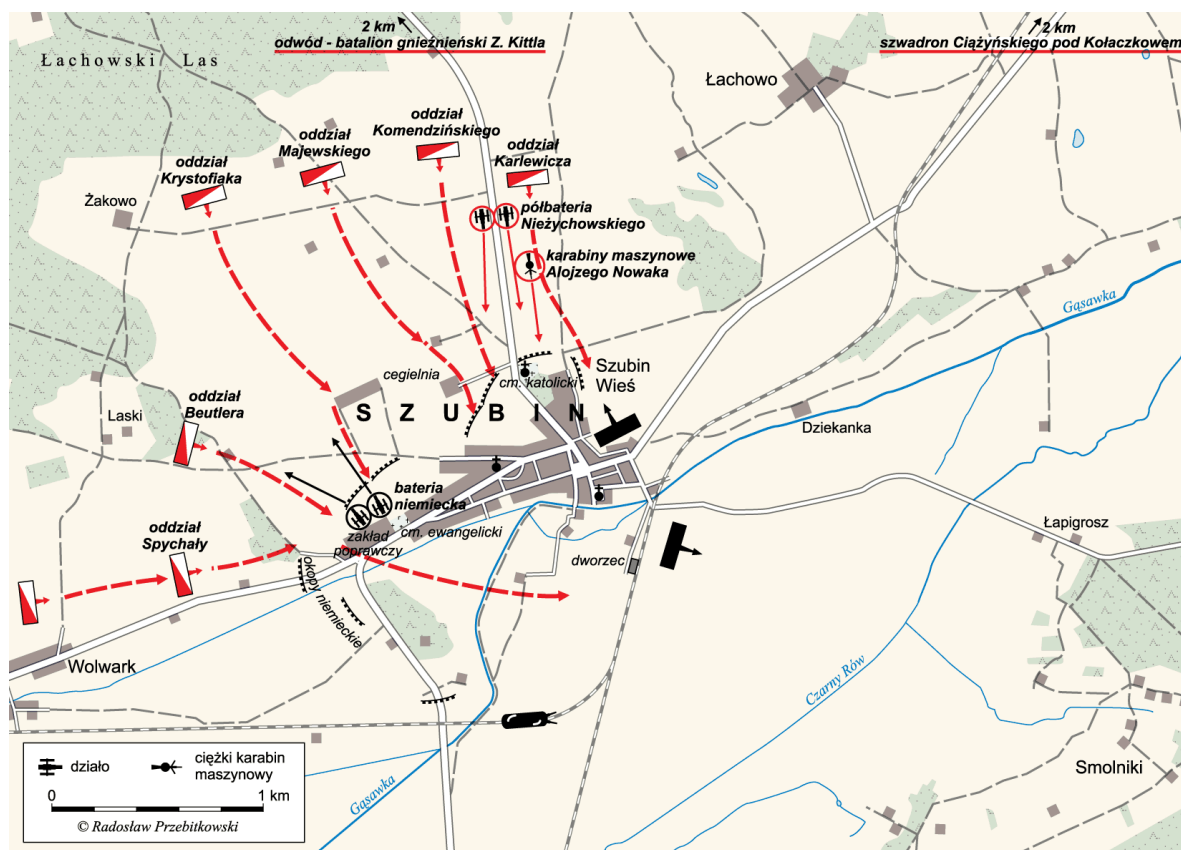 2 km
odwód - batalion gnieźnieński Z. Kittla
2 km
szwadron Ciążyńskiego pod Kołaczkowem
Łachowski Las
Łachowo
oddział
Komendzińskiego
oddział
Majewskiego
oddział
Karlewicza
oddział
Krystofiaka
Żakowo
półbateria
Nieżychowskiego
karabiny maszynowe
Alojzego Nowaka
Gąsawka
cegielnia
cm. katolicki
Szubin
Wieś
SZUBIN
oddział
Beutlera
Laski
Dziekanka
bateria
niemiecka
cm. ewangelicki
zakład
poprawczy
oddział
Spychały
okopy niemieckie
dworzec
Łapigrosz
Wolwark
Czarny Rów
Smolniki
Gąsawka
działo
ciężki karabin
maszynowy
0 1 km
© Radosław Przebitkowski